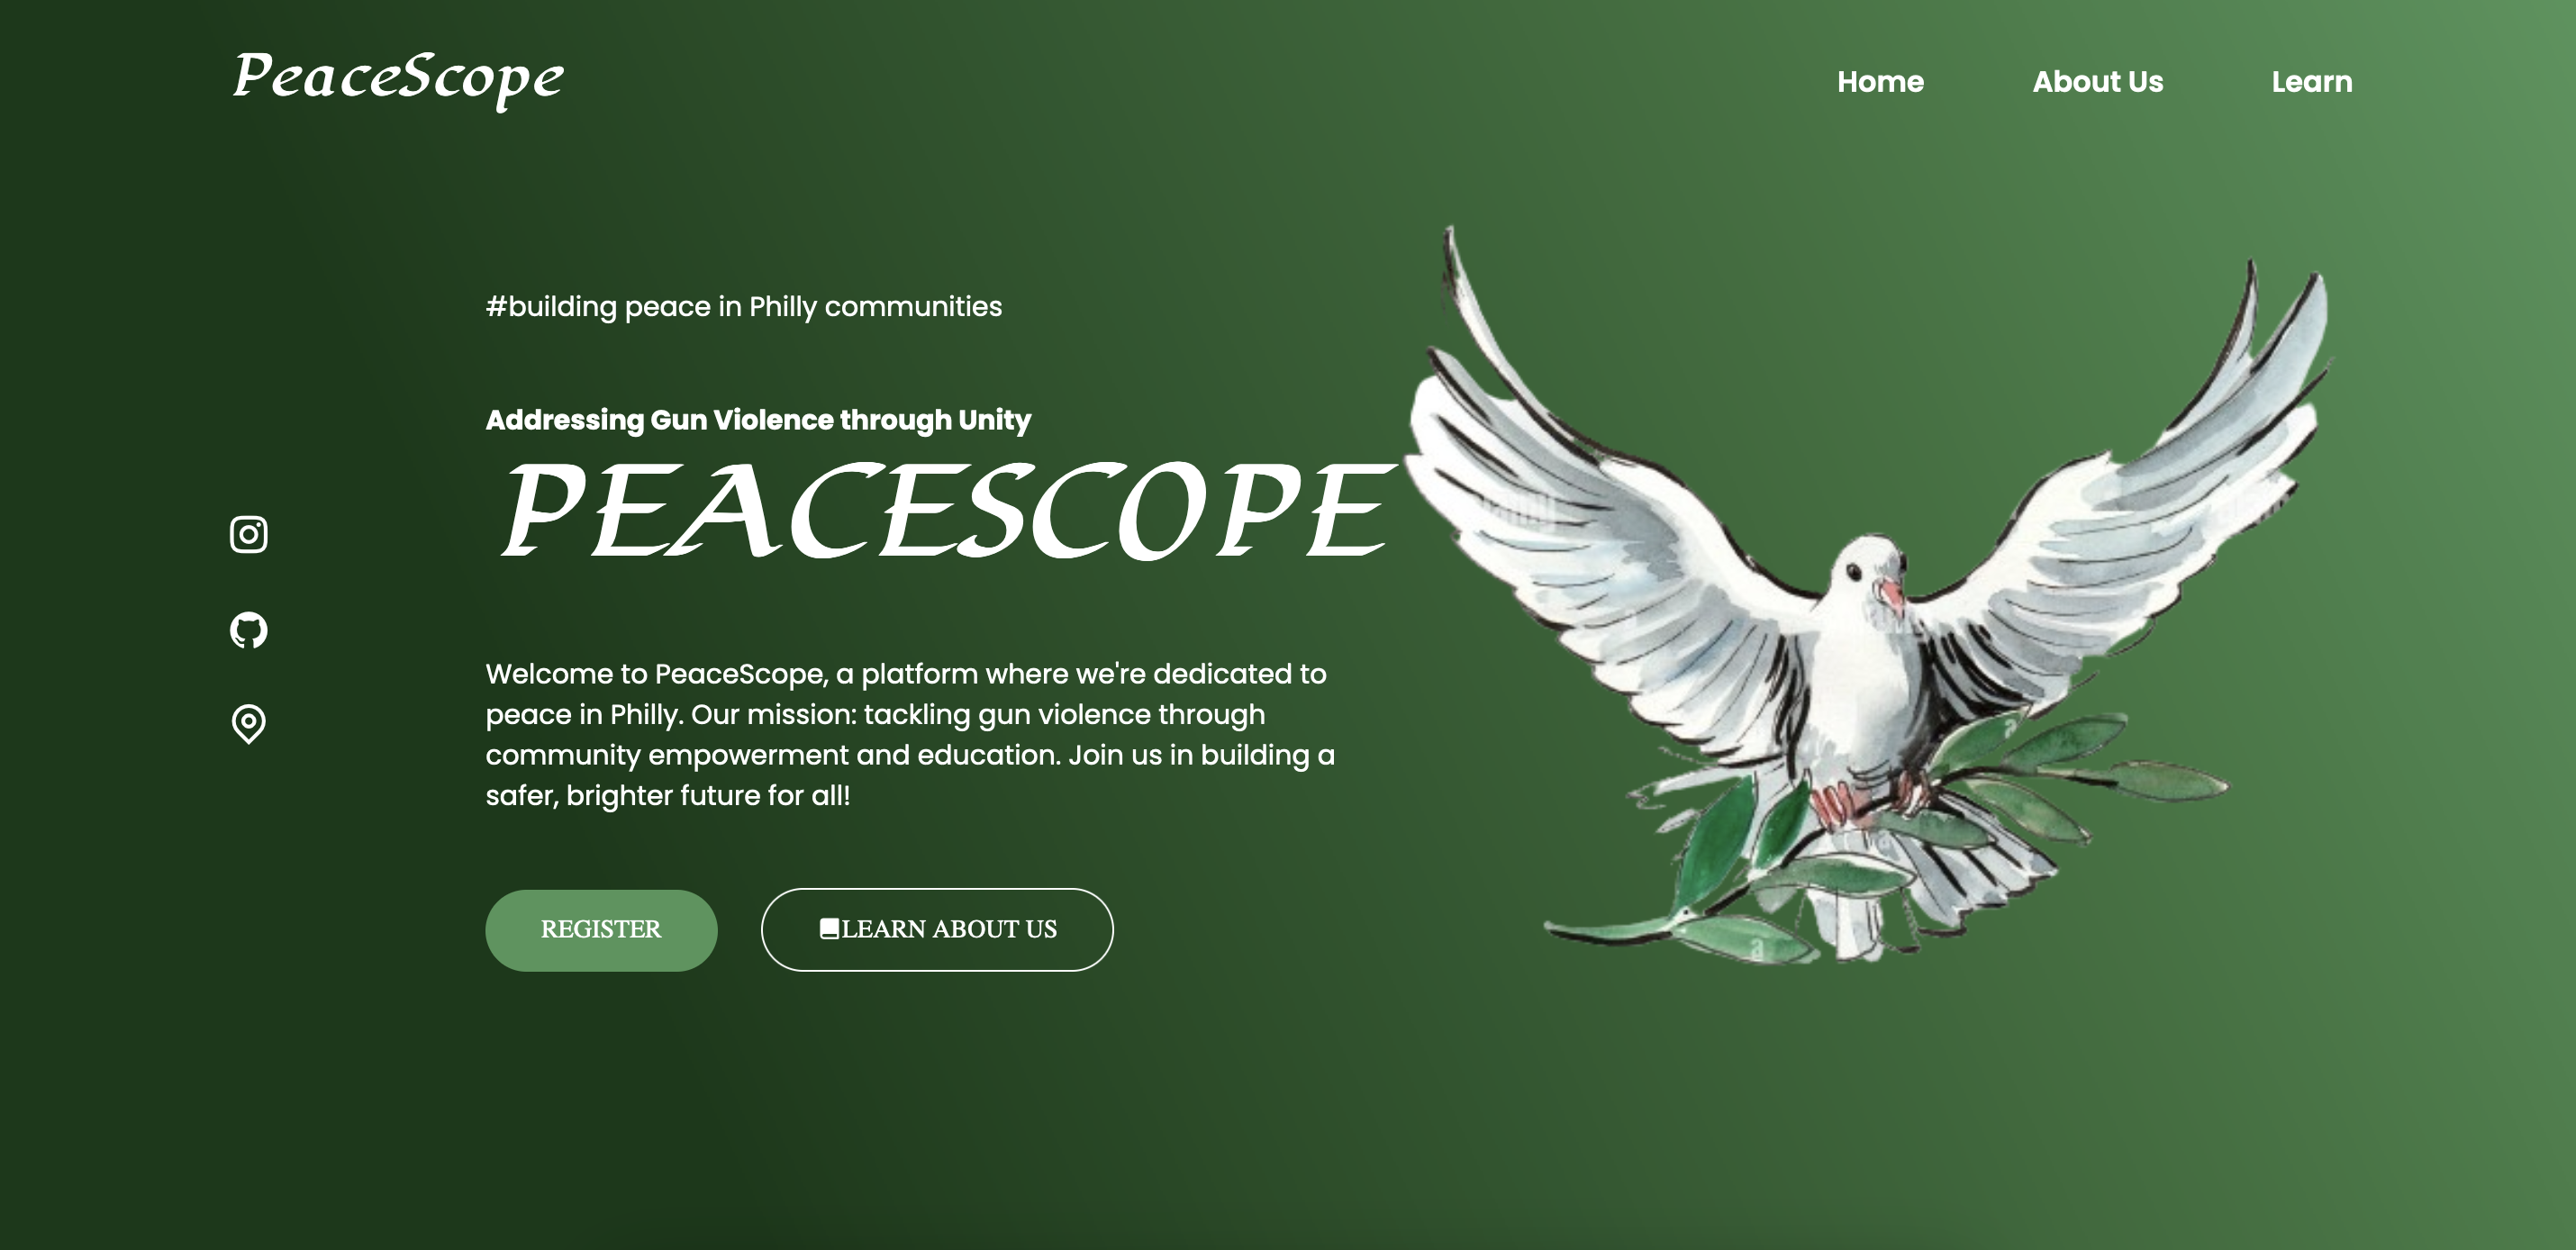 PeaceScope
Home
About Us
Learn
#building peace in Philly communities
Addressing Gun Violence through Unity
PEACESCOPE
Welcome to PeaceScope, a platform where we're dedicated to
peace in Philly. Our mission: tackling gun violence through
community empowerment and education. Join us in building a
safer, brighter future for all!
REGISTER
LEARN ABOUT US
a
a